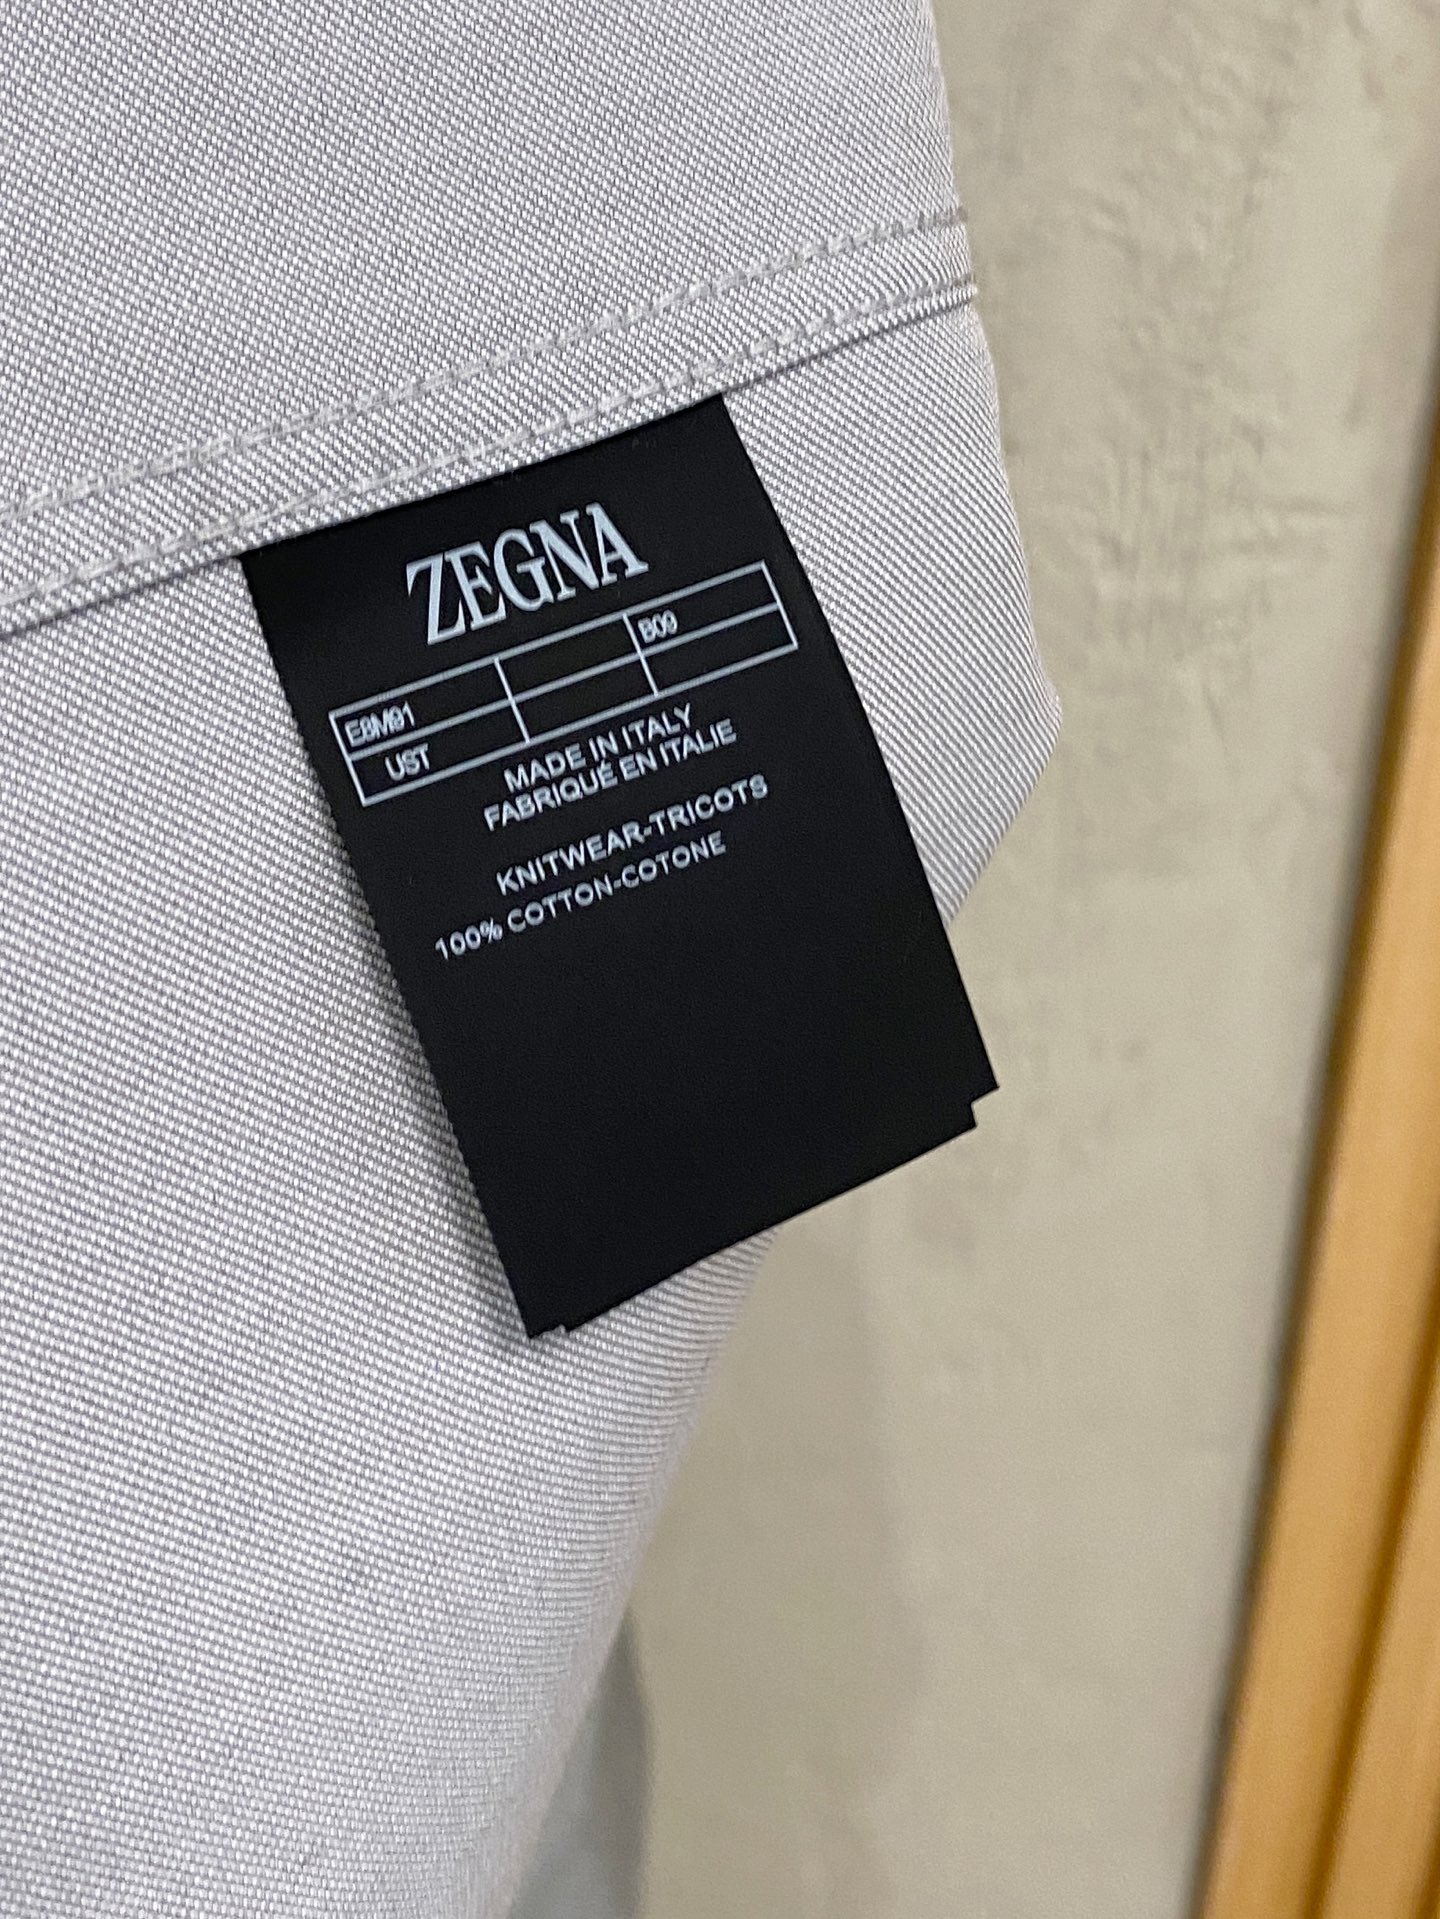 ZEGNA
E8M91 B09
UST
MADE IN ITALY
FABRIQUÉ EN ITALIE
KNITWEAR-TRICOTS
100% COTTON-COTONE